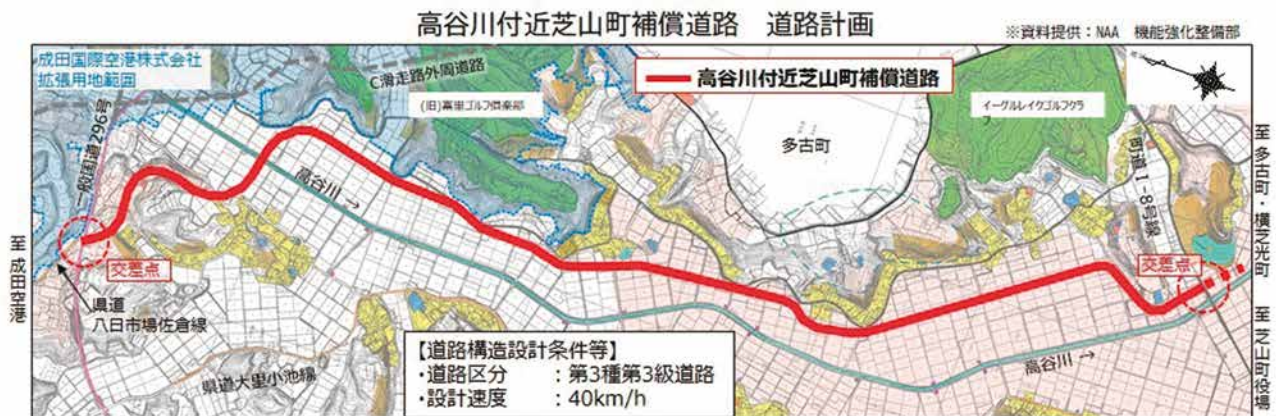 高谷川付近芝山町補償道路　道路計画
※資料提供：NAA　機能強化整備部
成田国際空港株式会社
拡張用地範囲
C滑走路外周道路
高谷川付近芝山町補償道路
(旧)富里ゴルフ倶楽部
イーグルレイクゴルフクラ
ブ
一般国道296号
多古町
町道1-8号線
至 多古町・横芝光町
高谷川→
至 成田空港
交差点
交差点
県道
八日市場佐倉線
至 芝山町役場
県道大里小池線
高谷川→
【道路構造設計条件等】
・道路区分　：第3種第3級道路
・設計速度　：40km/h